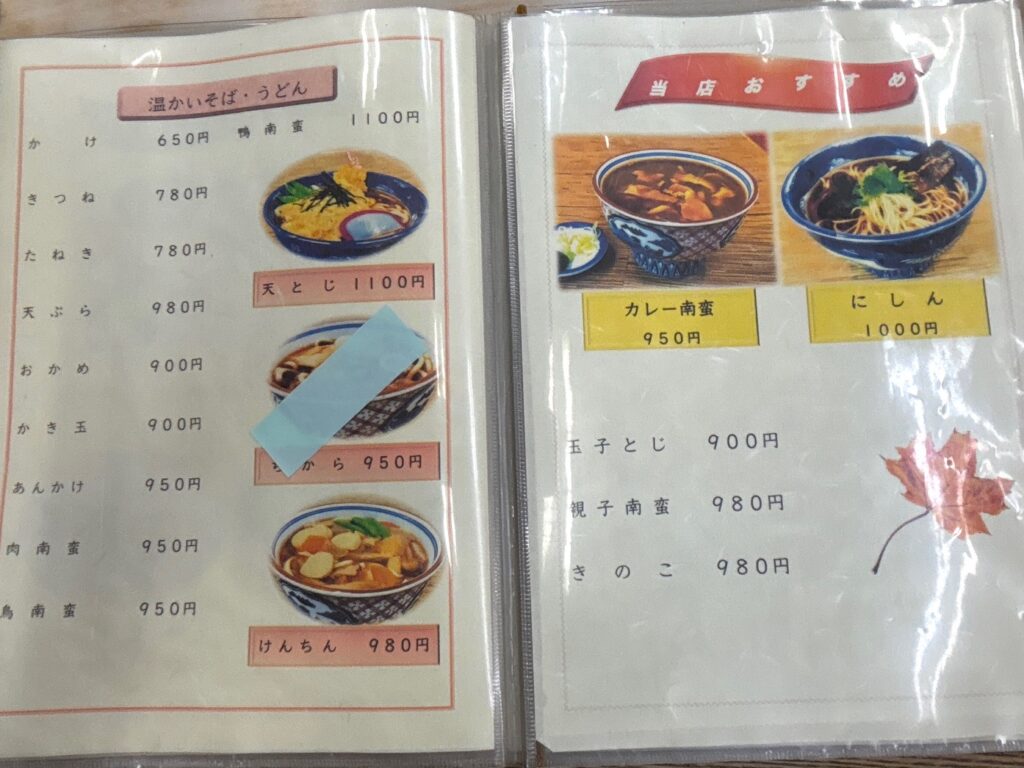 温かいそば・うどん
かけ 650円
きつね 780円
たねき 780円
天ぷら 980円
おかめ 900円
かき玉 900円
あんかけ 950円
肉南蛮 950円
鳥南蛮 950円
鴨南蛮 1100円
天とじ 1100円
ちから 950円
けんちん 980円
当店おすすめ
カレー南蛮
950円
にしん
1000円
玉子とじ 900円
親子南蛮 980円
きのこ 980円